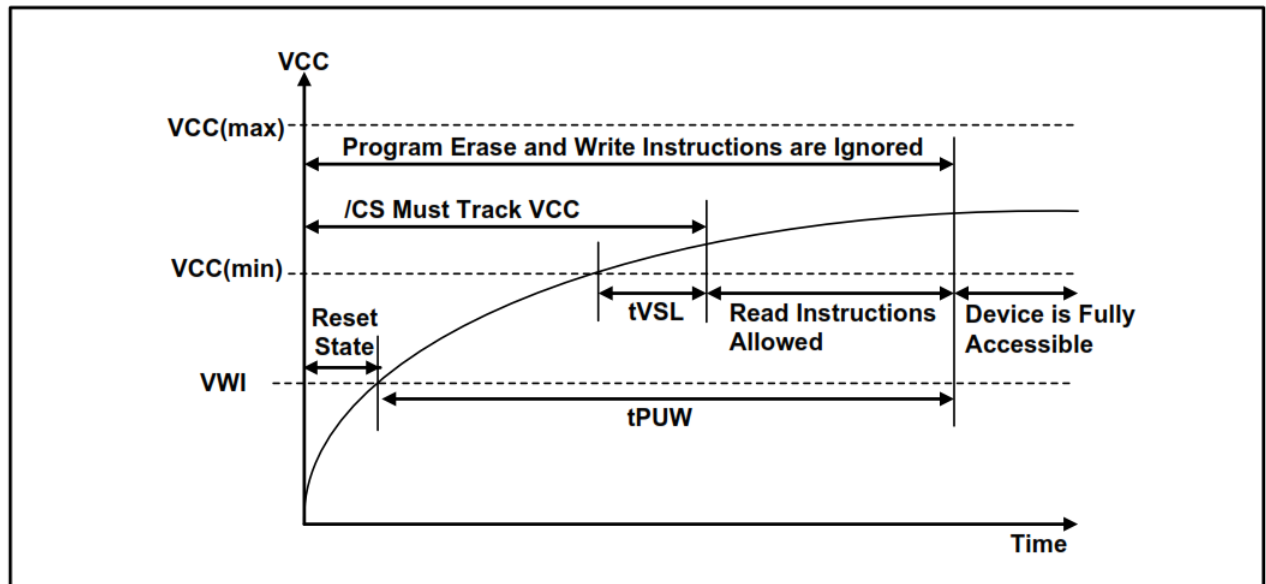 VCC
VCC(max)
Program Erase and Write Instructions are Ignored
/CS Must Track VCC
VCC(min)
tVSL
Read Instructions
Allowed
Device is Fully
Accessible
Reset
State
VWI
tPUW
Time